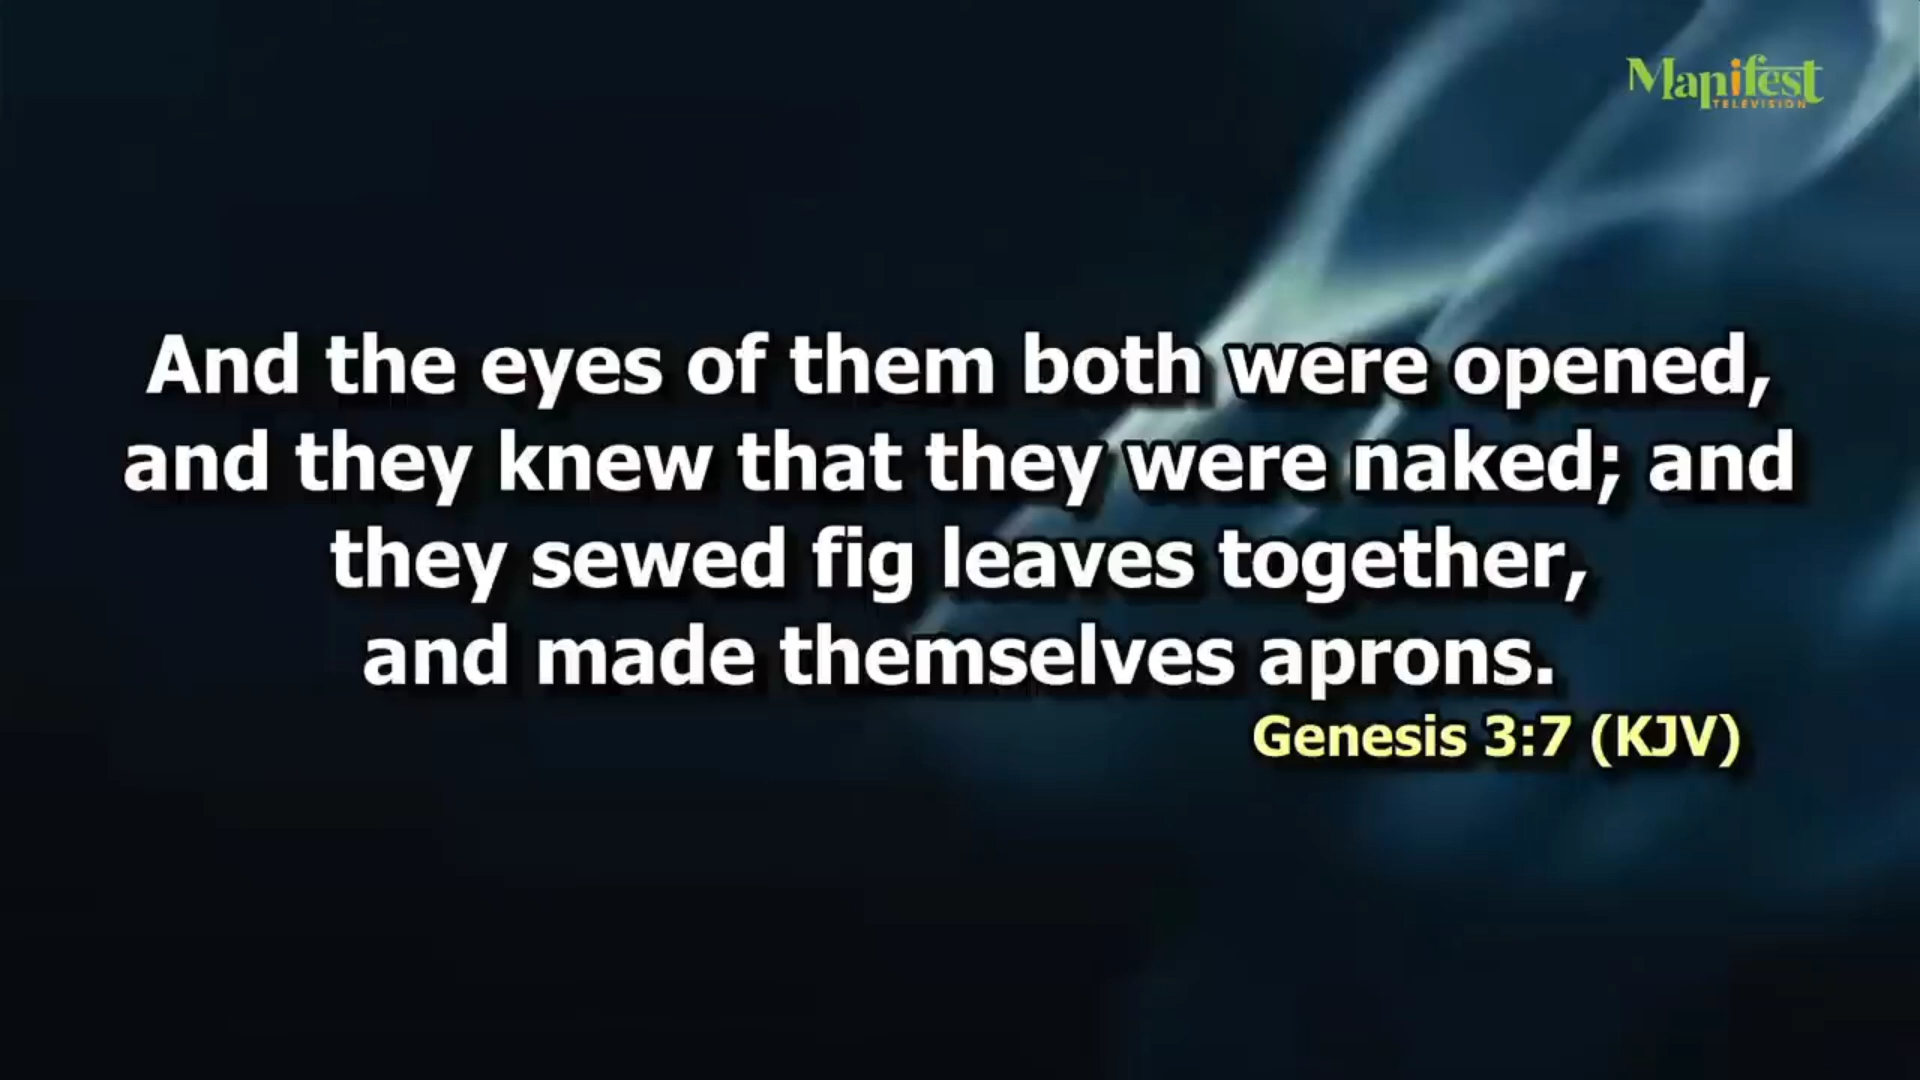 Manifest
TELEVISION
And the eyes of them both were opened,
and they knew that they were naked; and
they sewed fig leaves together,
and made themselves aprons.
Genesis 3:7 (KJV)